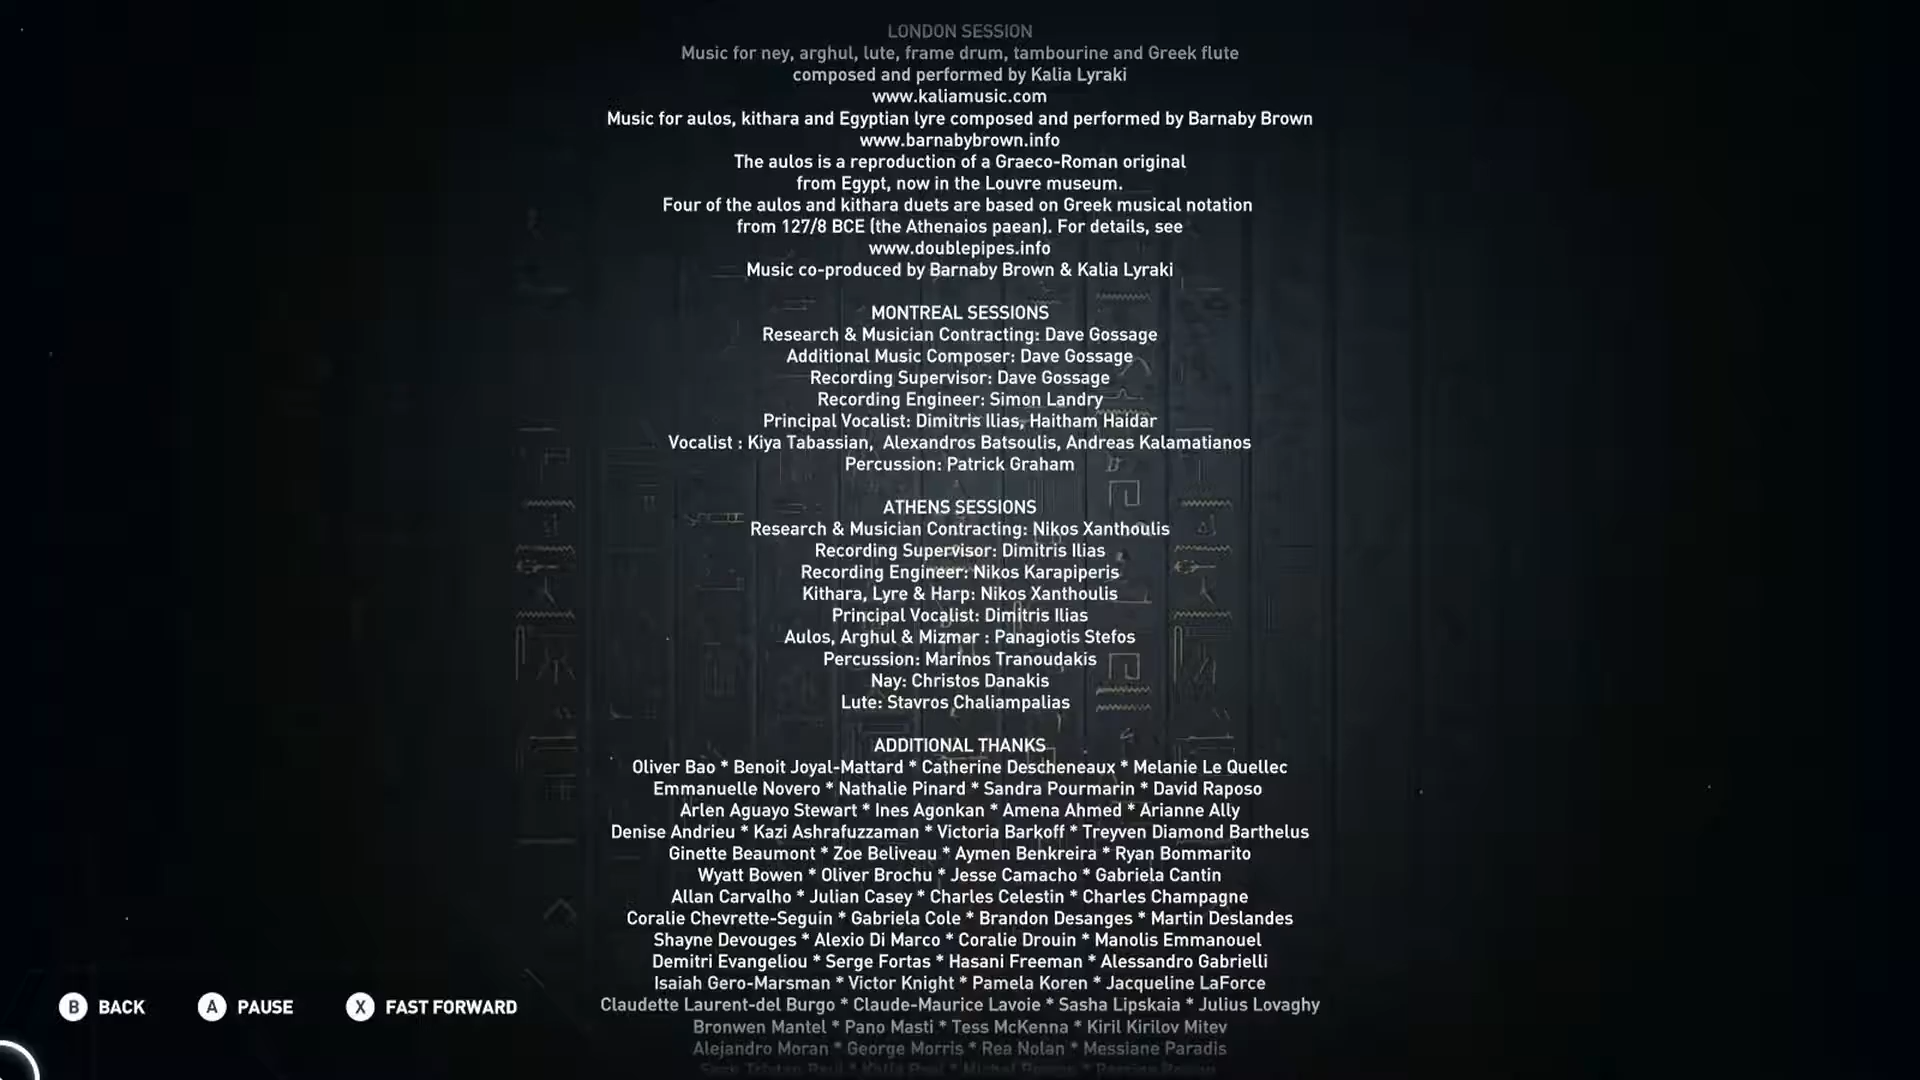 LONDON SESSION
Music for ney, arghul, lute, frame drum, tambourine and Greek flute
composed and performed by Kalia Lyraki
www.kaliamusic.com
Music for aulos, kithara and Egyptian lyre composed and performed by Barnaby Brown
www.barnabybrown.info
The aulos is a reproduction of a Graeco-Roman original
from Egypt, now in the Louvre museum.
Four of the aulos and kithara duets are based on Greek musical notation
from 127/8 BCE (the Athenaios paean). For details, see
www.doublepipes.info
Music co-produced by Barnaby Brown & Kalia Lyraki
MONTREAL SESSIONS
Research & Musician Contracting: Dave Gossage
Additional Music Composer: Dave Gossage
Recording Supervisor: Dave Gossage
Recording Engineer: Simon Landry
Principal Vocalist: Dimitris Ilias, Haitham Haidar
Vocalist : Kiya Tabassian,  Alexandros Batsoulis, Andreas Kalamatianos
Percussion: Patrick Graham
ATHENS SESSIONS
Research & Musician Contracting: Nikos Xanthoulis
Recording Supervisor: Dimitris Ilias
Recording Engineer: Nikos Karapiperis
Kithara, Lyre & Harp: Nikos Xanthoulis
Principal Vocalist: Dimitris Ilias
Aulos, Arghul & Mizmar : Panagiotis Stefos
Percussion: Marinos Tranoudakis
Nay: Christos Danakis
Lute: Stavros Chaliampalias
ADDITIONAL THANKS
Oliver Bao * Benoit Joyal-Mattard * Catherine Descheneaux * Melanie Le Quellec
Emmanuelle Novero * Nathalie Pinard * Sandra Pourmarin * David Raposo
Arlen Aguayo Stewart * Ines Agonkan * Amena Ahmed * Arianne Ally
Denise Andrieu * Kazi Ashrafuzzaman * Victoria Barkoff * Treyven Diamond Barthelus
Ginette Beaumont * Zoe Beliveau * Aymen Benkreira * Ryan Bommarito
Wyatt Bowen * Oliver Brochu * Jesse Camacho * Gabriela Cantin
Allan Carvalho * Julian Casey * Charles Celestin * Charles Champagne
Coralie Chevrette-Seguin * Gabriela Cole * Brandon Desanges * Martin Deslandes
Shayne Devouges * Alexio Di Marco * Coralie Drouin * Manolis Emmanouel
Demitri Evangeliou * Serge Fortas * Hasani Freeman * Alessandro Gabrielli
Isaiah Gero-Marsman * Victor Knight * Pamela Koren * Jacqueline LaForce
Claudette Laurent-del Burgo * Claude-Maurice Lavoie * Sasha Lipskaia * Julius Lovaghy
Bronwen Mantel * Pano Masti * Tess McKenna * Kiril Kirilov Mitev
Alejandro Moran * George Morris * Rea Nolan * Messiane Paradis
B BACK A PAUSE X FAST FORWARD